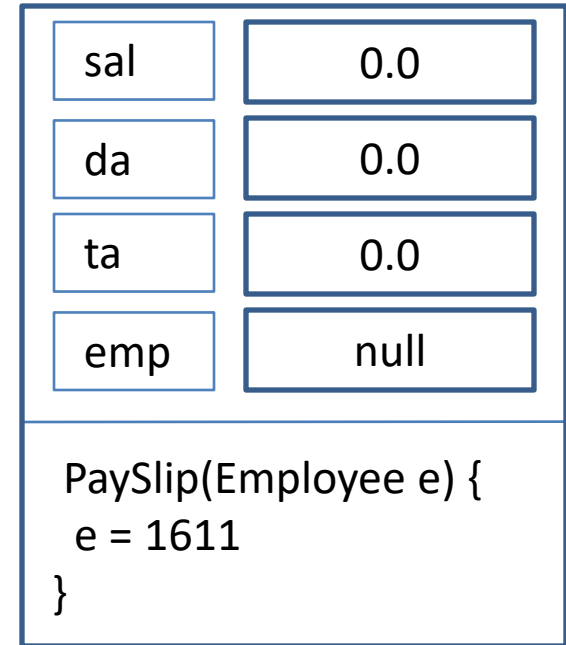 sal 0.0
da 0.0
ta 0.0
emp null
PaySlip(Employee e) {
e = 1611
}